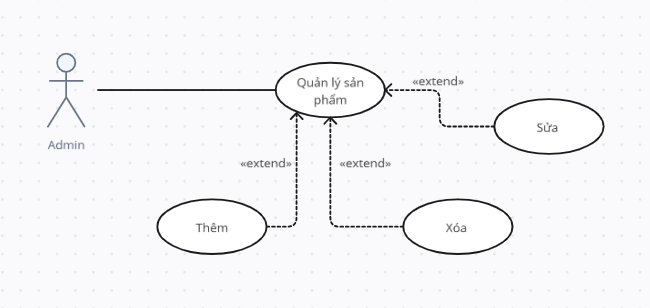 Quản lý sản
phẩm
«extend»
Sửa
Admin
«extend»
«extend»
Thêm
Xóa